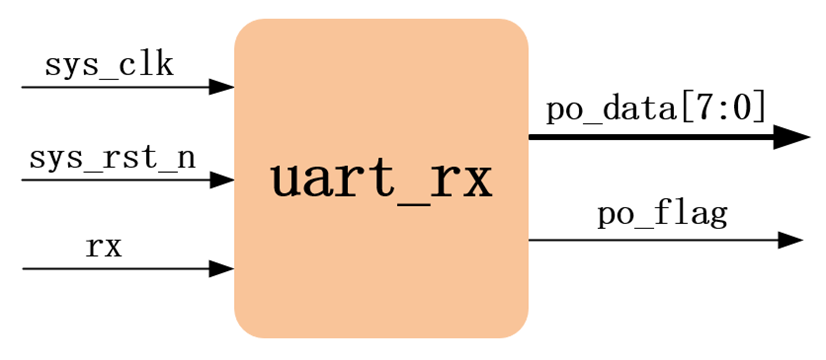 sys_clk
sys_rst_n
rx
uart_rx
po_data[7:0]
po_flag